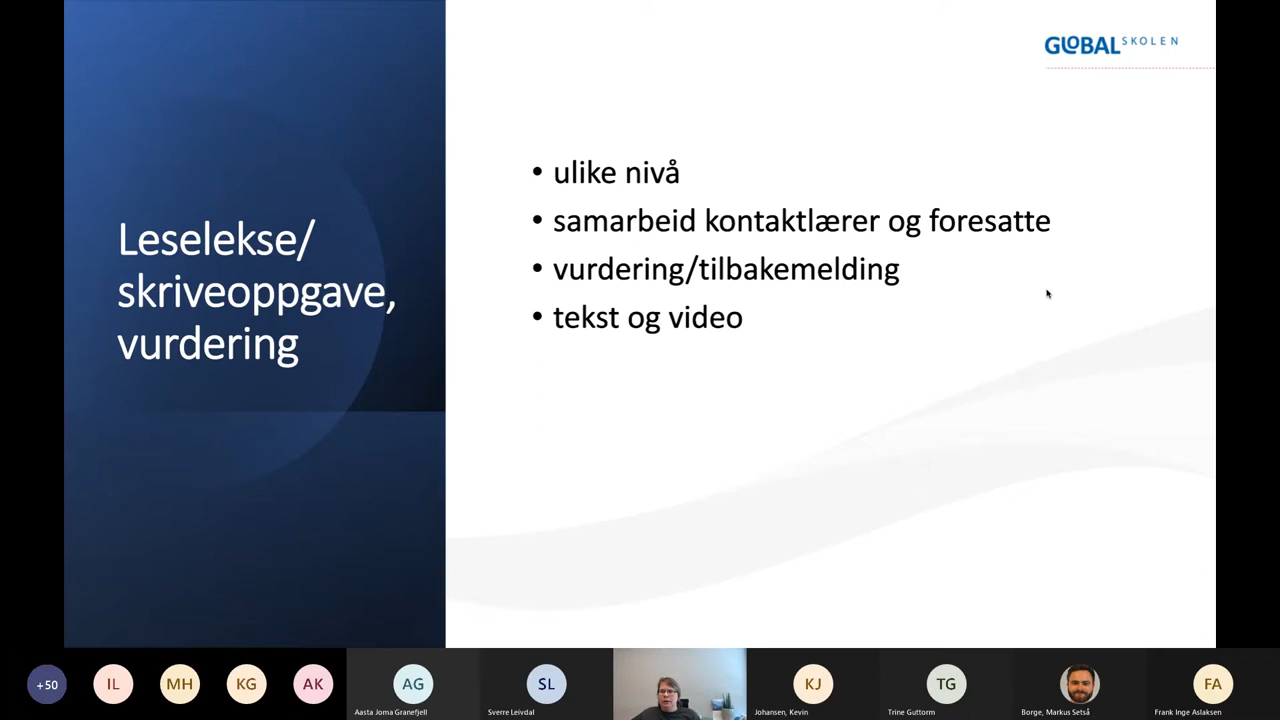 GLOBALSKOLEN
Leselekse/
skriveoppgave,
vurdering
• ulike nivå
• samarbeid kontaktlærer og foresatte
• vurdering/tilbakemelding
• tekst og video
+50
IL
MH
KG
AK
AG
SL
KJ
TG
FA
Aasta Joma Granefjell
Sverre Leivdal
Johansen, Kevin
Trine Guttorm
Borge, Markus Setså
Frank Inge Aslaksen